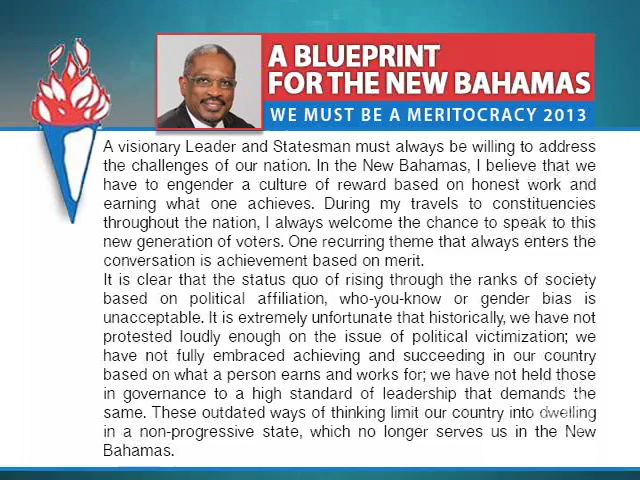 A BLUEPRINT
FOR THE NEW BAHAMAS
WE MUST BE A MERITOCRACY 2013
A visionary Leader and Statesman must always be willing to address
the challenges of our nation. In the New Bahamas, I believe that we
have to engender a culture of reward based on honest work and
earning what one achieves. During my travels to constituencies
throughout the nation, I always welcome the chance to speak to this
new generation of voters. One recurring theme that always enters the
conversation is achievement based on merit.
It is clear that the status quo of rising through the ranks of society
based on political affiliation, who-you-know or gender bias is
unacceptable. It is extremely unfortunate that historically, we have not
protested loudly enough on the issue of political victimization; we
have not fully embraced achieving and succeeding in our country
based on what a person earns and works for; we have not held those
in governance to a high standard of leadership that demands the
same. These outdated ways of thinking limit our country into dwelling
in a non-progressive state, which no longer serves us in the New
Bahamas.